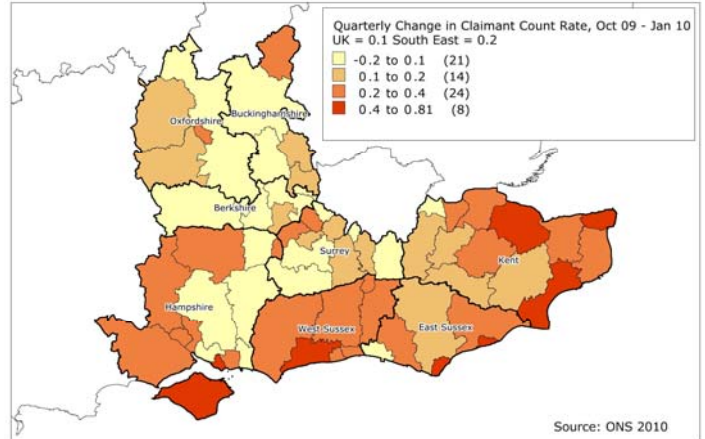 Quarterly Change in Claimant Count Rate, Oct 09 - Jan 10
UK = 0.1 South East = 0.2
-0.2 to 0.1 (21)
0.1 to 0.2 (14)
0.2 to 0.4 (24)
0.4 to 0.81 (8)
Buckinghamshire
Oxfordshire
Berkshire
Surrey
Kent
Hampshire
West Sussex
East Sussex
Source: ONS 2010